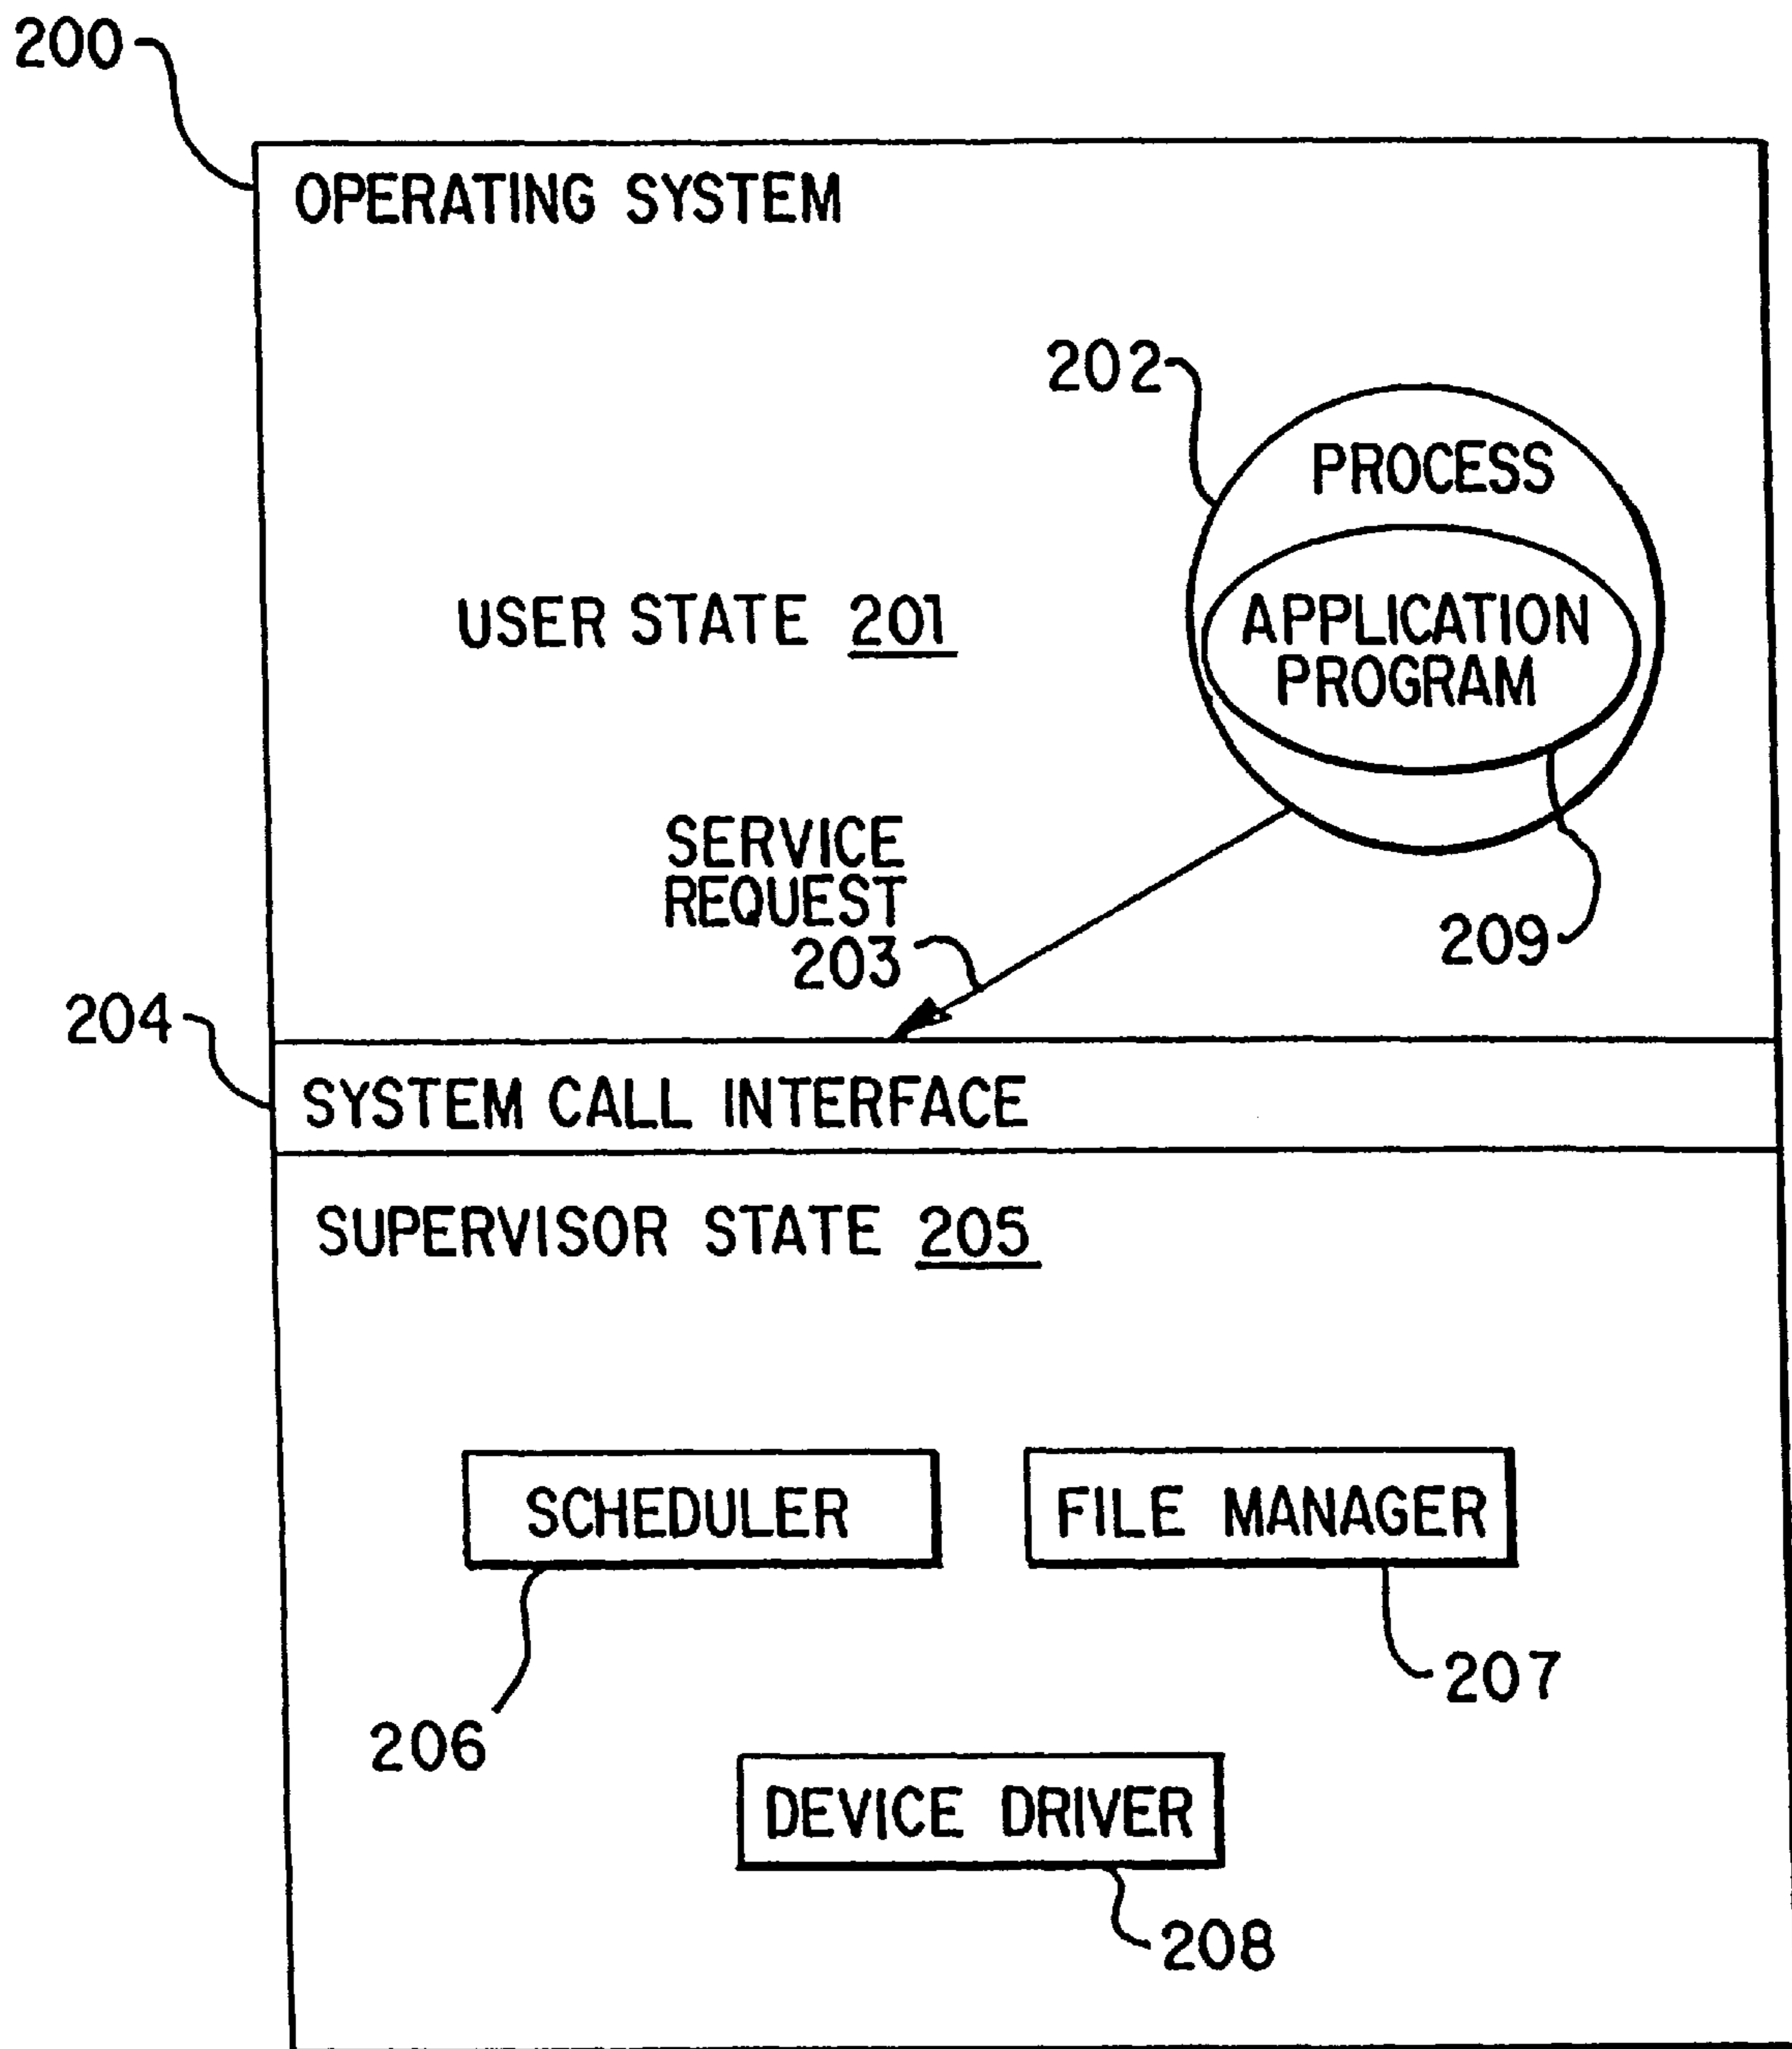 200
OPERATING SYSTEM
202
PROCESS
USER STATE 201
APPLICATION
PROGRAM
SERVICE
REQUEST
203
209
204
SYSTEM CALL INTERFACE
SUPERVISOR STATE 205
SCHEDULER
FILE MANAGER
206
207
DEVICE DRIVER
208